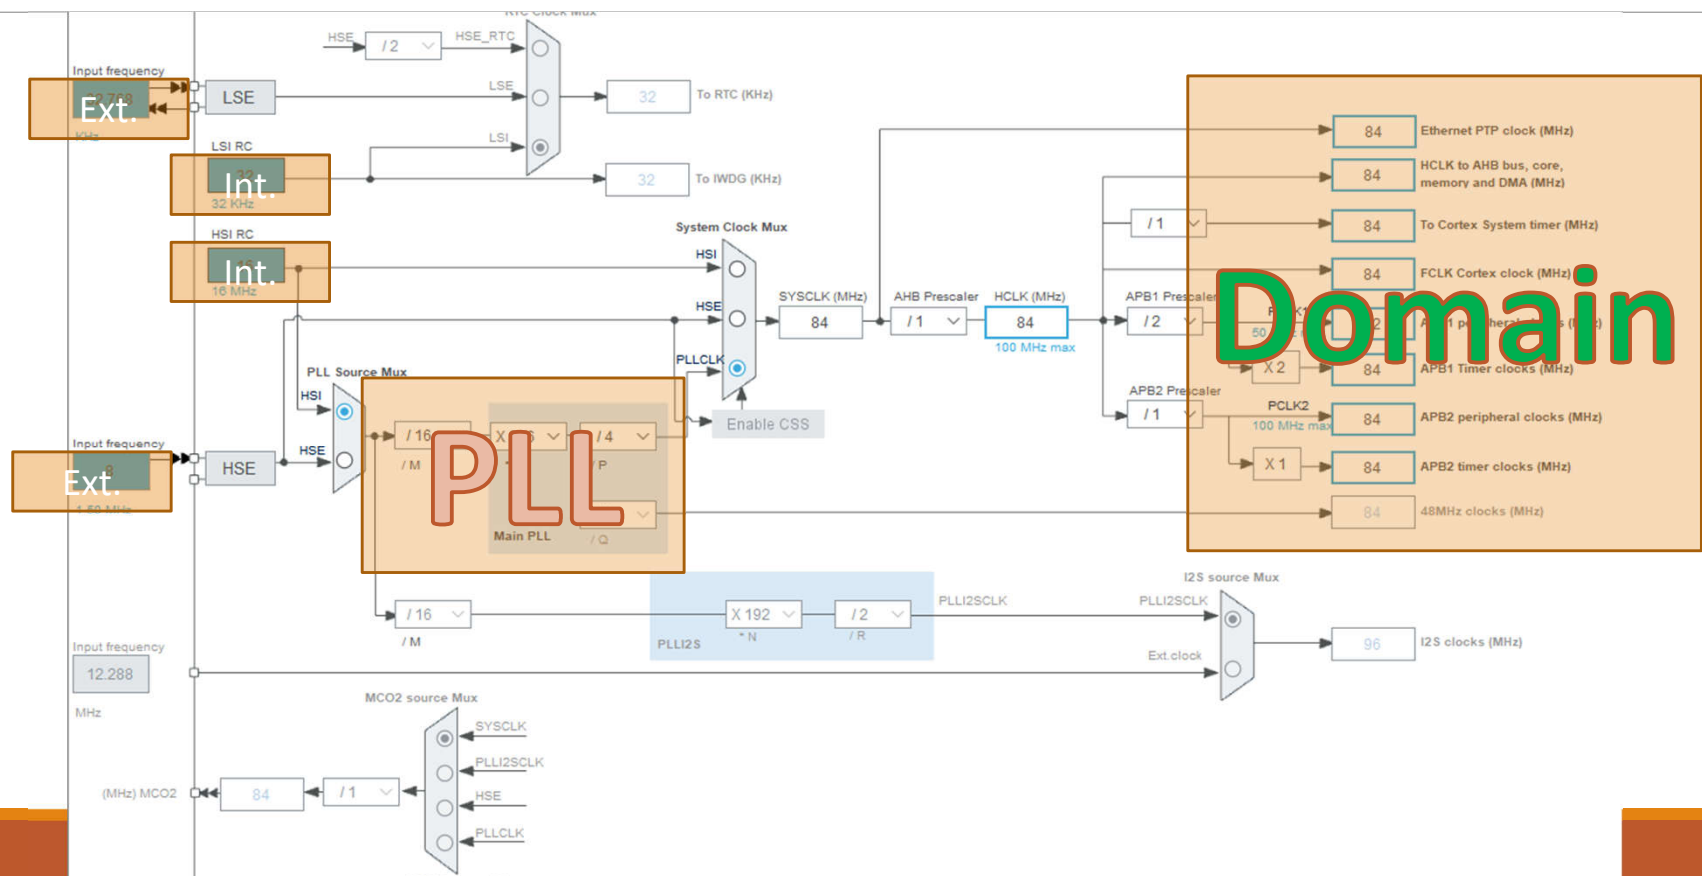 RTC Clock Mux
HSE
/ 2
HSE_RTC
Input frequency
Ext.
KHz
LSE
LSE
32
To RTC (KHz)
LSI
LSI RC
Int.
32 KHz
32
To IWDG (KHz)
HSI RC
Int.
16 MHz
System Clock Mux
HSI
HSE
PLLCLK
SYSCLK (MHz)
84
AHB Prescaler
/ 1
HCLK (MHz)
84
100 MHz max
Enable CSS
84
Ethernet PTP clock (MHz)
84
HCLK to AHB bus, core,
memory and DMA (MHz)
/ 1
84
To Cortex System timer (MHz)
84
FCLK Cortex clock (MHz)
Domain
APB1 Prescaler
/ 2
X 2
84
APB1 Timer clocks (MHz)
APB2 Prescaler
/ 1
PCLK2
100 MHz max
84
APB2 peripheral clocks (MHz)
X 1
84
APB2 timer clocks (MHz)
84
48MHz clocks (MHz)
PLL Source Mux
HSI
HSE
Input frequency
Ext.
HSE
/ 16
/ M
/ 4
/ P
PLL
Main PLL
/ Q
/ 16
/ M
X 192
* N
/ 2
/ R
PLLI2S
PLLI2SCLK
I2S source Mux
PLLI2SCLK
Ext.clock
96
I2S clocks (MHz)
Input frequency
12.288
MHz
MCO2 source Mux
SYSCLK
PLLI2SCLK
HSE
PLLCLK
(MHz) MCO2
84
/ 1